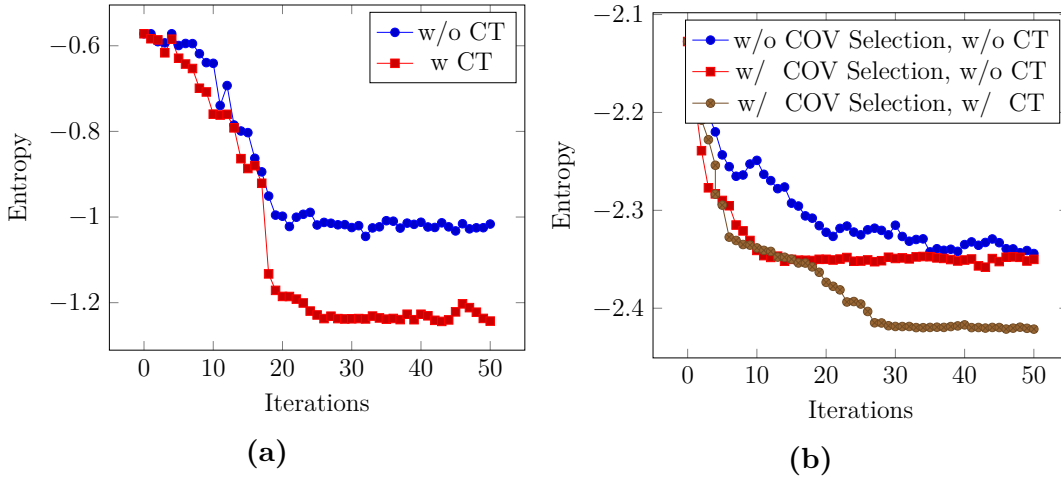 w/o CT
w CT
−0.6
−0.8
−1
−1.2
0
10
20
30
40
50
Entropy
Iterations
(a)
w/o COV Selection, w/o CT
w/ COV Selection, w/o CT
w/ COV Selection, w/ CT
−2.1
−2.2
−2.3
−2.4
0
10
20
30
40
50
Entropy
Iterations
(b)